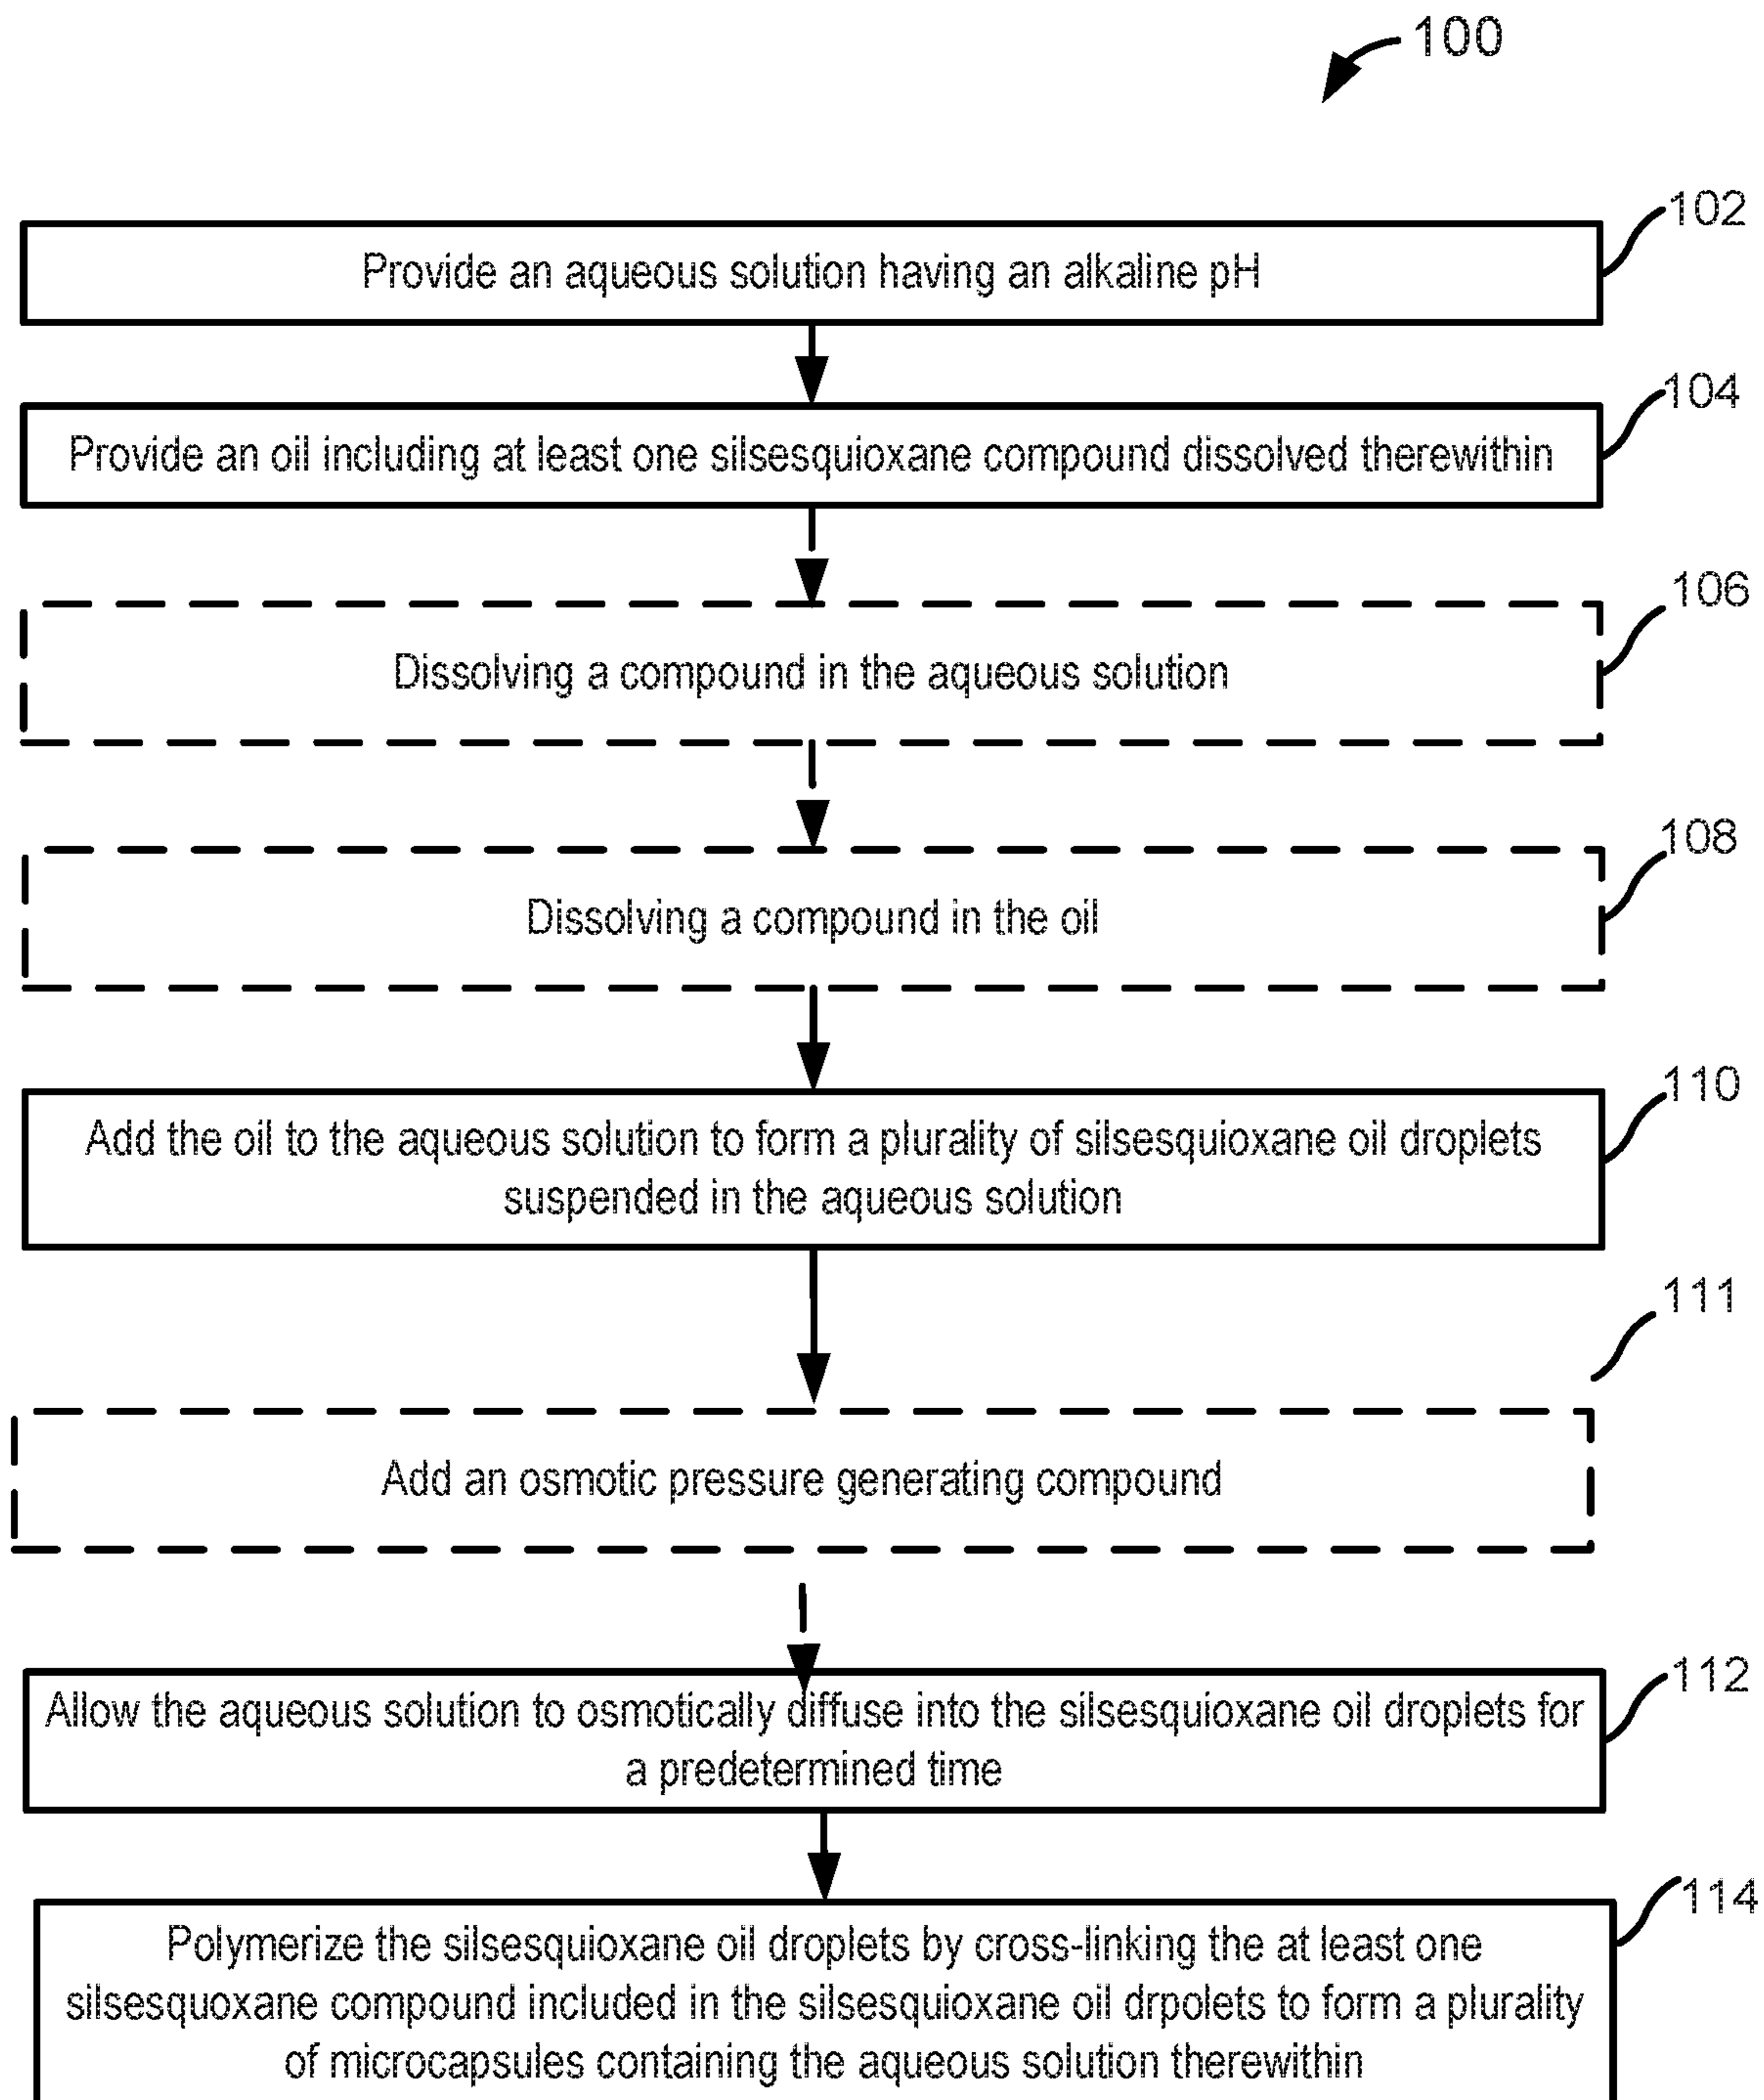 100
102
Provide an aqueous solution having an alkaline pH
104
Provide an oil including at least one silsesquioxane compound dissolved therewithin
106
Dissolving a compound in the aqueous solution
108
Dissolving a compound in the oil
110
Add the oil to the aqueous solution to form a plurality of silsesquioxane oil droplets
suspended in the aqueous solution
111
Add an osmotic pressure generating compound
112
Allow the aqueous solution to osmotically diffuse into the silsesquioxane oil droplets for
a predetermined time
114
Polymerize the silsesquioxane oil droplets by cross-linking the at least one
silsesquoxane compound included in the silsesquioxane oil drpolets to form a plurality
of microcapsules containing the aqueous solution therewithin